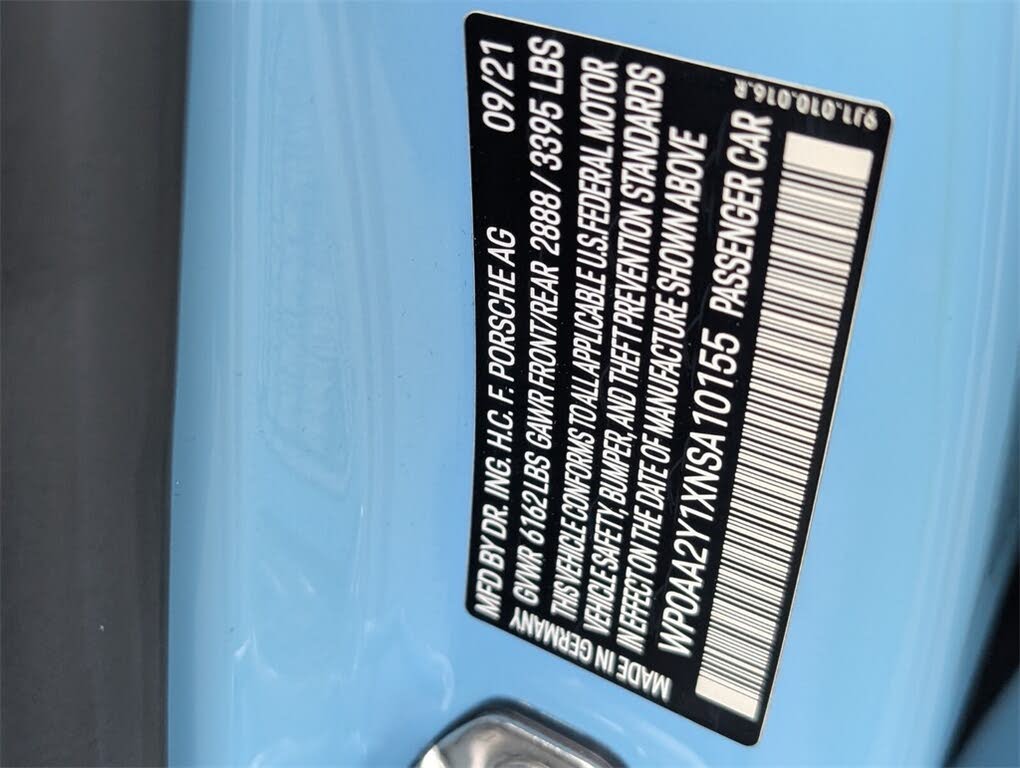 MFD BY DR. ING. H.C. F. PORSCHE AG 09/21
GVWR 6162 LBS GAWR FRONT/REAR 2888 / 3395 LBS
THIS VEHICLE CONFORMS TO ALL APPLICABLE U.S. FEDERAL MOTOR
VEHICLE SAFETY, BUMPER, AND THEFT PREVENTION STANDARDS
IN EFFECT ON THE DATE OF MANUFACTURE SHOWN ABOVE
WP0AA2Y1XNSA10155 PASSENGER CAR
MADE IN GERMANY
9J1.010.016.R